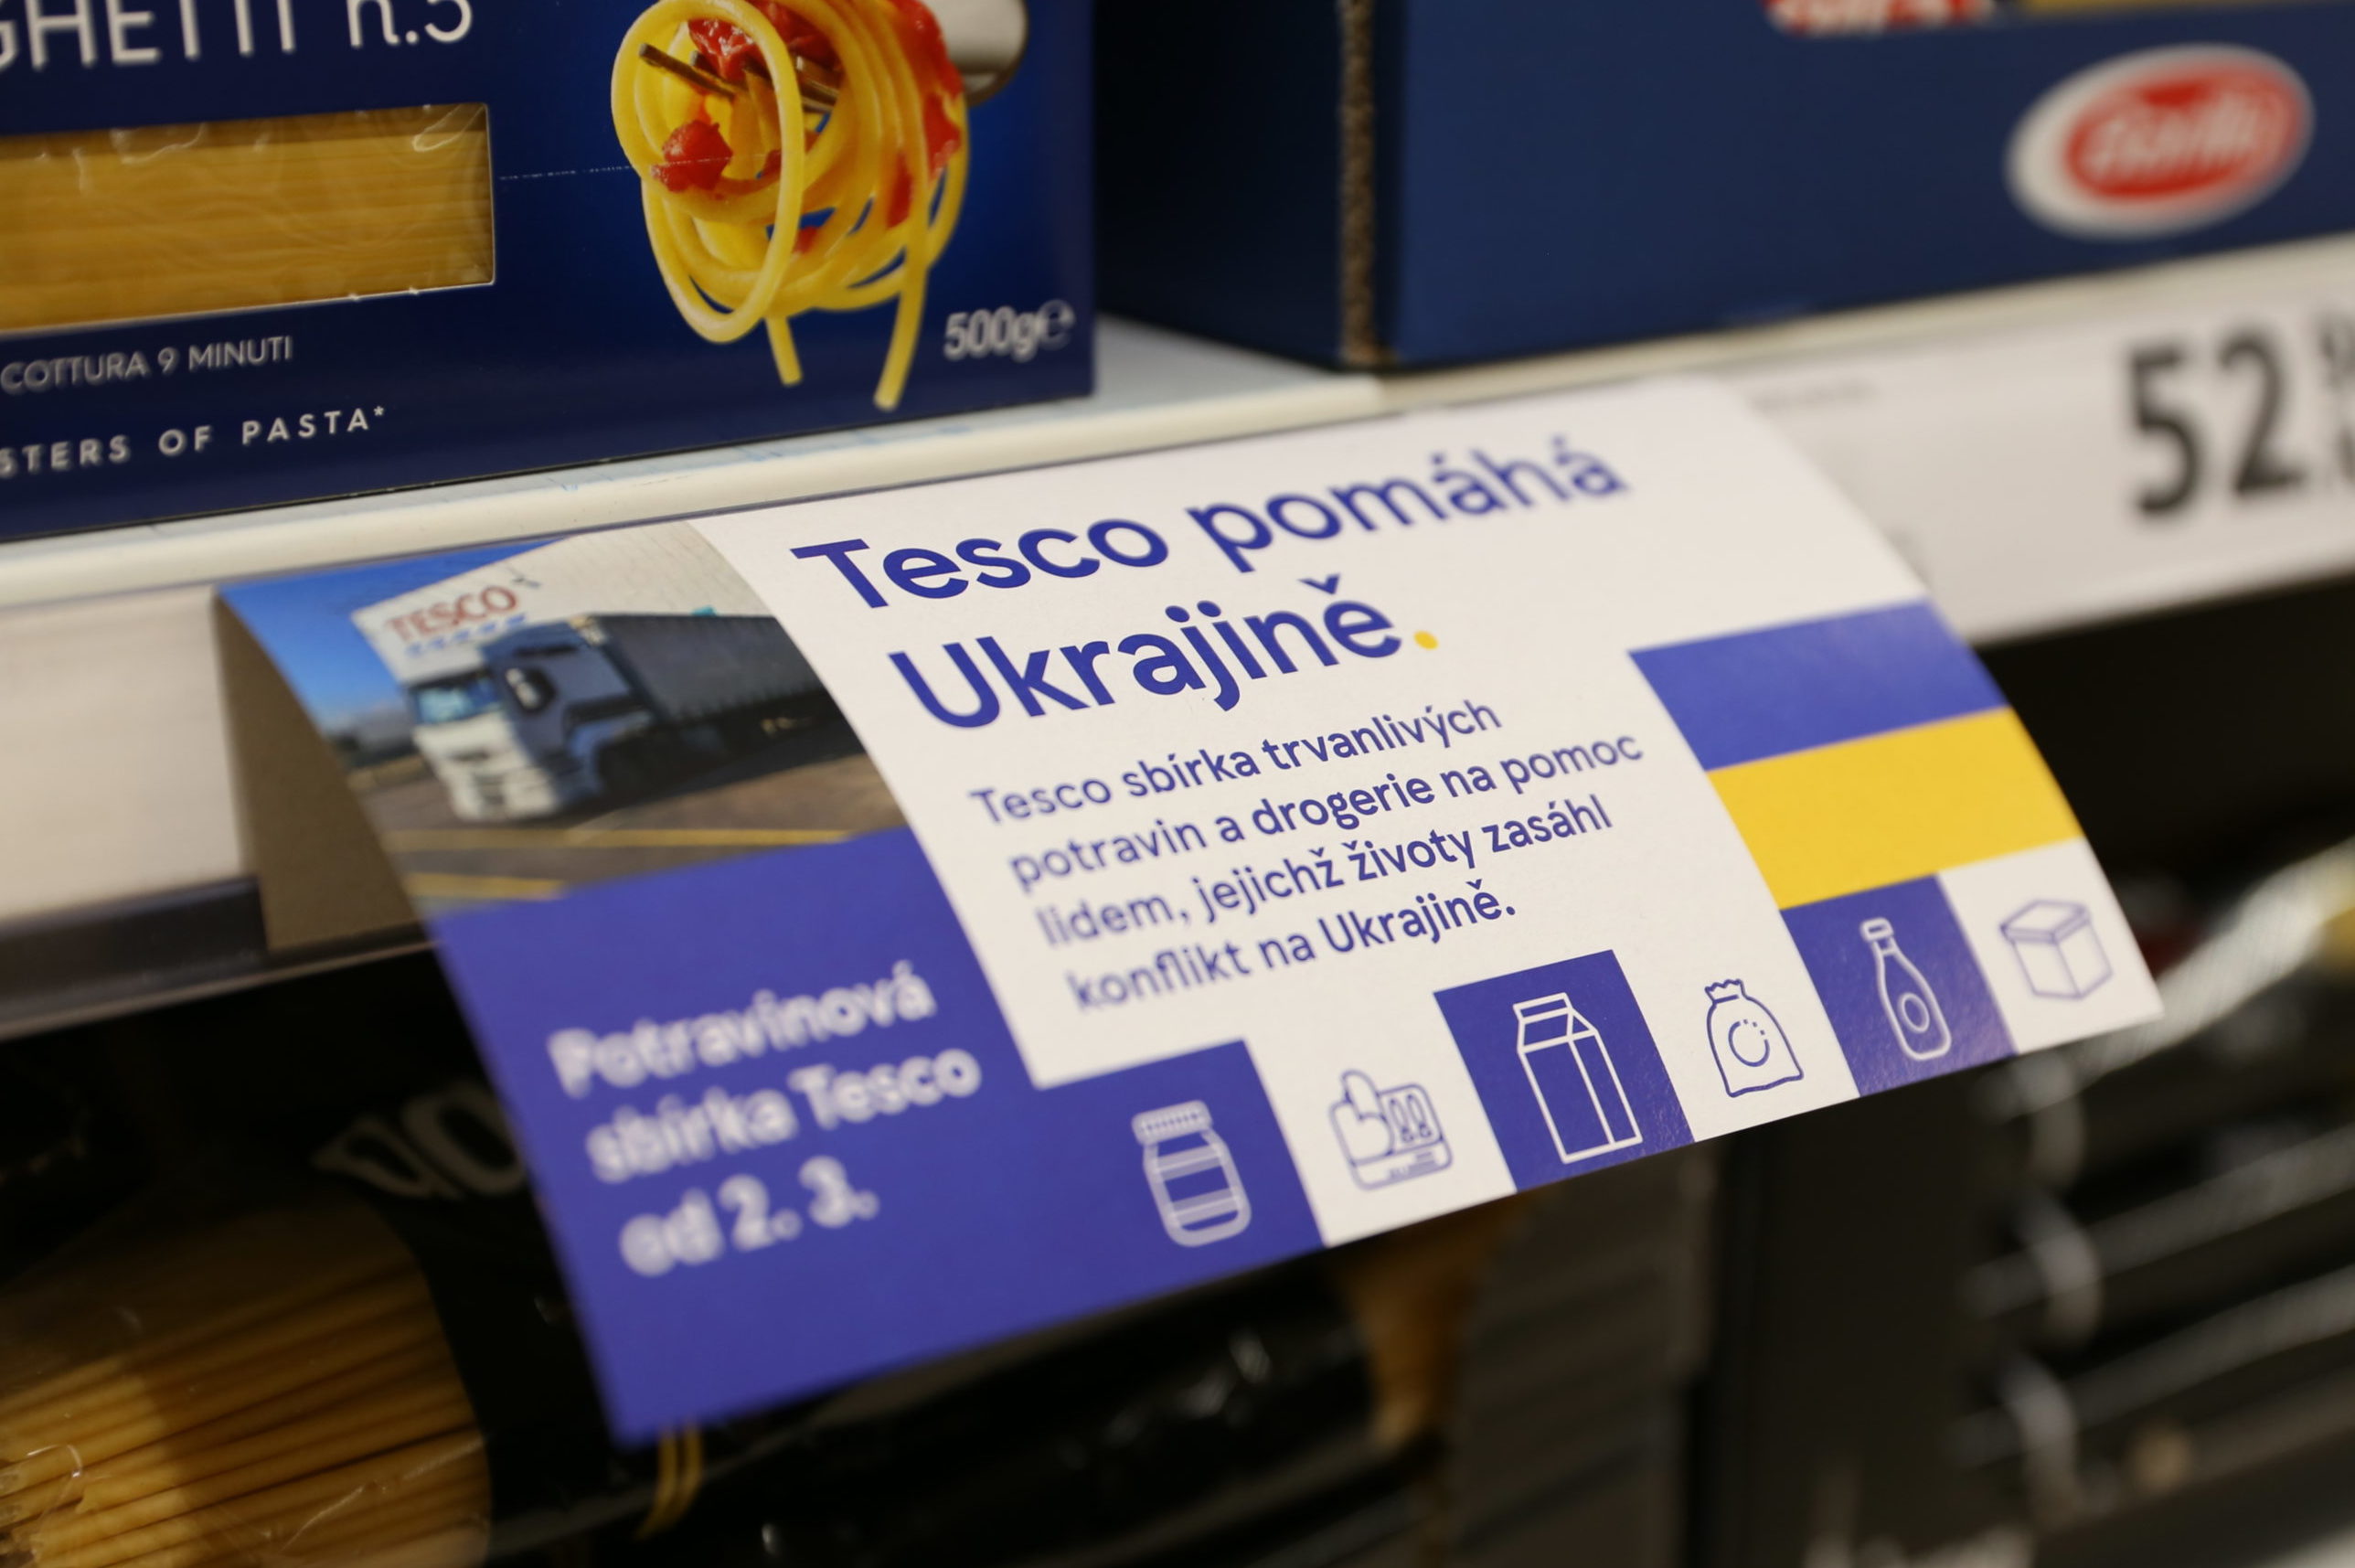 GHETTI n.5
COTTURA 9 MINUTI
STERS OF PASTA*
500g℮
Barilla
52
TESCO
Tesco pomáhá
Ukrajině.
Tesco sbírka trvanlivých
potravin a drogerie na pomoc
lidem, jejichž životy zasáhl
konflikt na Ukrajině.
Potravinová
sbírka Tesco
od 2. 3.